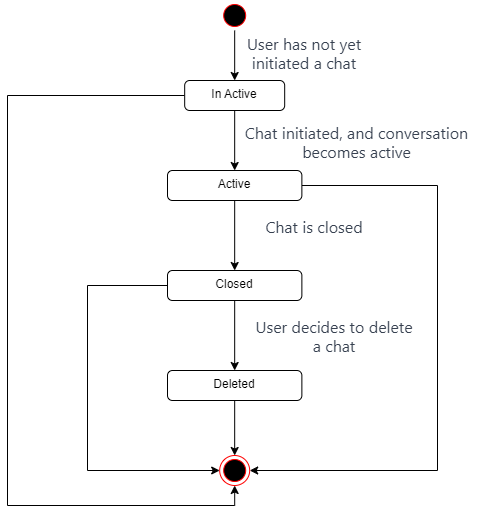 User has not yet
initiated a chat
In Active
Chat initiated, and conversation
becomes active
Active
Chat is closed
Closed
User decides to delete
a chat
Deleted